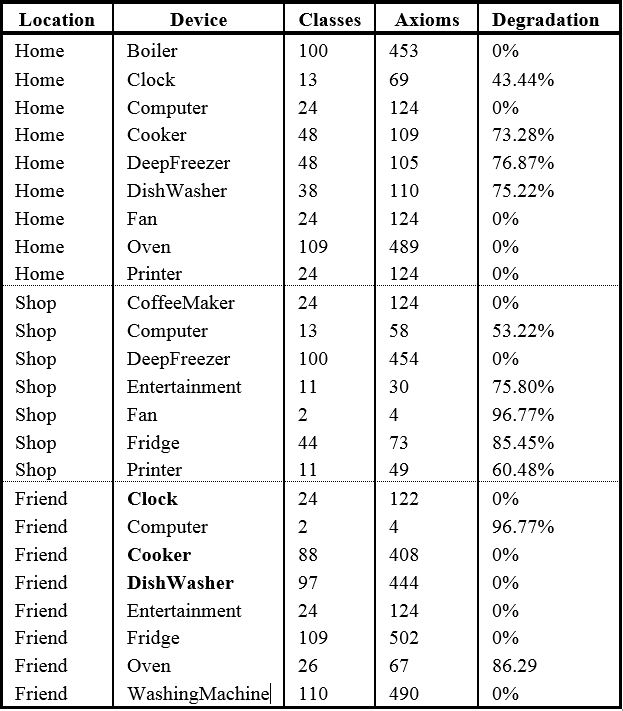 Location Device Classes Axioms Degradation
Home Boiler 100 453 0%
Home Clock 13 69 43.44%
Home Computer 24 124 0%
Home Cooker 48 109 73.28%
Home DeepFreezer 48 105 76.87%
Home DishWasher 38 110 75.22%
Home Fan 24 124 0%
Home Oven 109 489 0%
Home Printer 24 124 0%
Shop CoffeeMaker 24 124 0%
Shop Computer 13 58 53.22%
Shop DeepFreezer 100 454 0%
Shop Entertainment 11 30 75.80%
Shop Fan 2 4 96.77%
Shop Fridge 44 73 85.45%
Shop Printer 11 49 60.48%
Friend Clock 24 122 0%
Friend Computer 2 4 96.77%
Friend Cooker 88 408 0%
Friend DishWasher 97 444 0%
Friend Entertainment 24 124 0%
Friend Fridge 109 502 0%
Friend Oven 26 67 86.29
Friend WashingMachine 110 490 0%